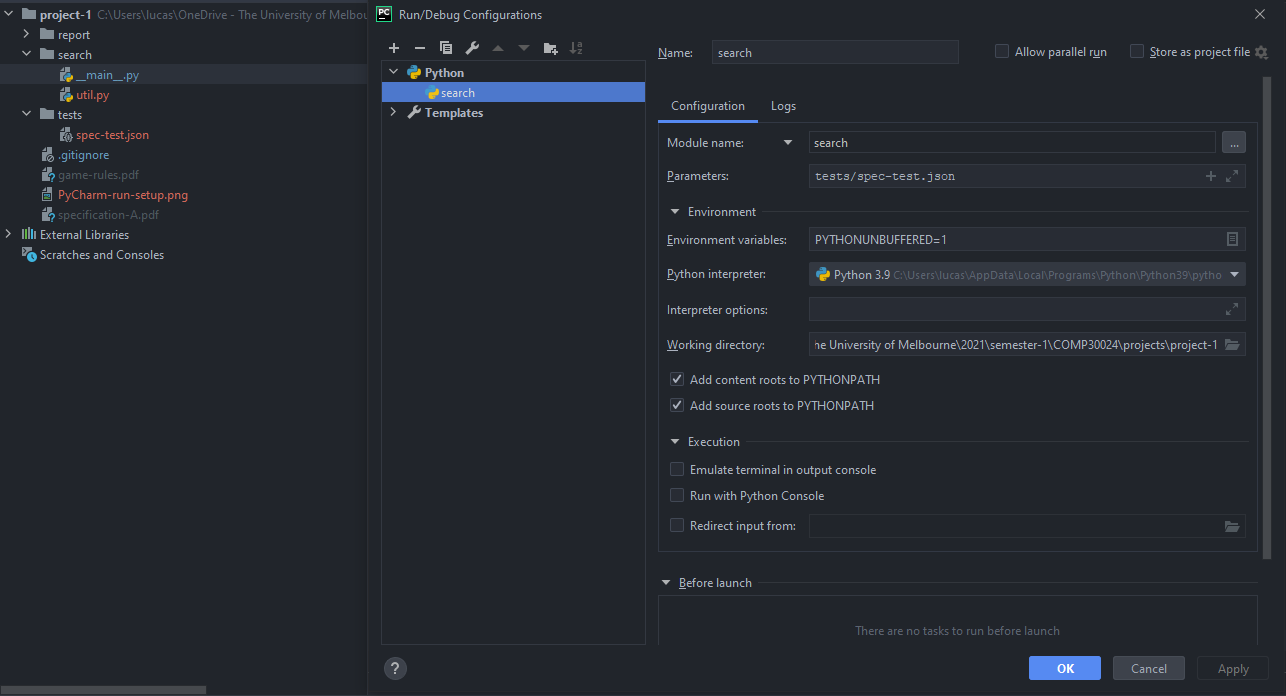 project-1 C:\Users\lucas\OneDrive - The University of Melbou
report
search
__main__.py
util.py
tests
spec-test.json
.gitignore
game-rules.pdf
PyCharm-run-setup.png
specification-A.pdf
External Libraries
Scratches and Consoles
PC Run/Debug Configurations
Python
search
Templates
Name: search
Allow parallel run
Store as project file
Configuration Logs
Module name: search ...
Parameters: tests/spec-test.json
Environment
Environment variables: PYTHONUNBUFFERED=1
Python interpreter: Python 3.9 C:\Users\lucas\AppData\Local\Programs\Python\Python39\pytho
Interpreter options:
Working directory: he University of Melbourne\2021\semester-1\COMP30024\projects\project-1
Add content roots to PYTHONPATH
Add source roots to PYTHONPATH
Execution
Emulate terminal in output console
Run with Python Console
Redirect input from:
Before launch
There are no tasks to run before launch
? OK Cancel Apply